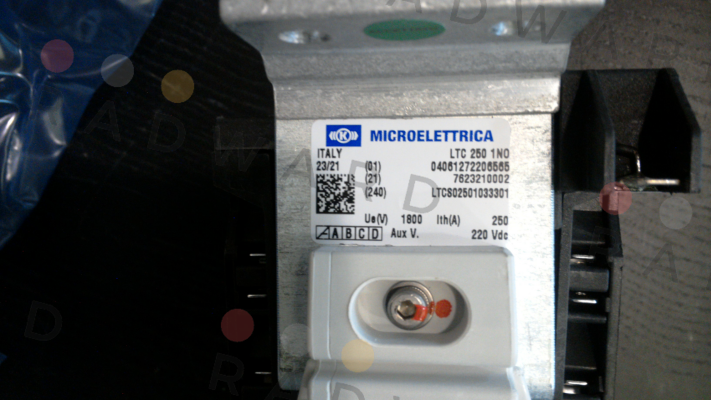 K MICROELETTRICA
ITALY LTC 250 1NO
23/21 (01) 04061272206565
(21) 7623210002
(240) LTCS02501033301
Ue(V) 1800 Ith(A) 250
A B C D Aux V. 220 Vdc